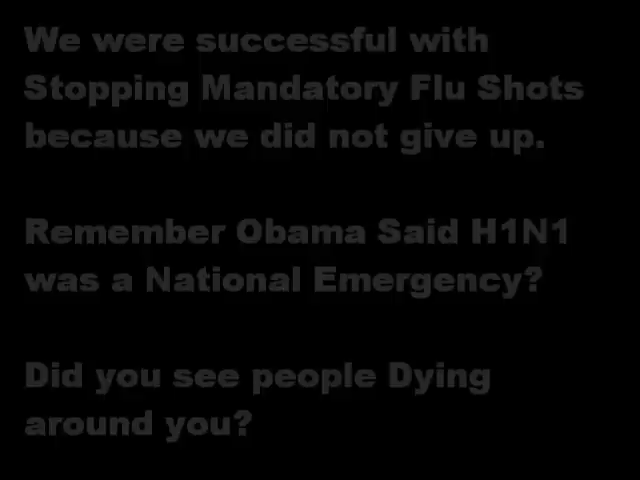 We were successful with
Stopping Mandatory Flu Shots
because we did not give up.
Remember Obama Said H1N1
was a National Emergency?
Did you see people Dying
around you?